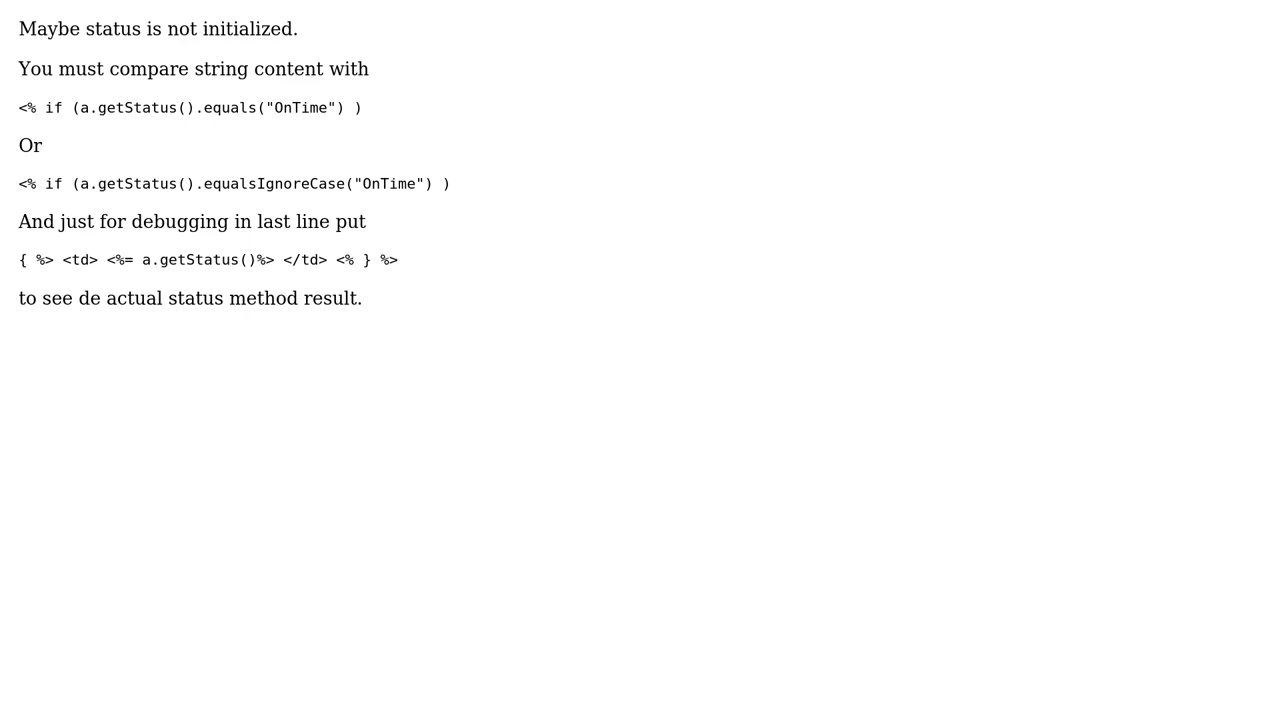 Maybe status is not initialized.
You must compare string content with
<% if (a.getStatus().equals("OnTime") )
Or
<% if (a.getStatus().equalsIgnoreCase("OnTime") )
And just for debugging in last line put
{ %> <td> <%= a.getStatus()%> </td> <% } %>
to see de actual status method result.